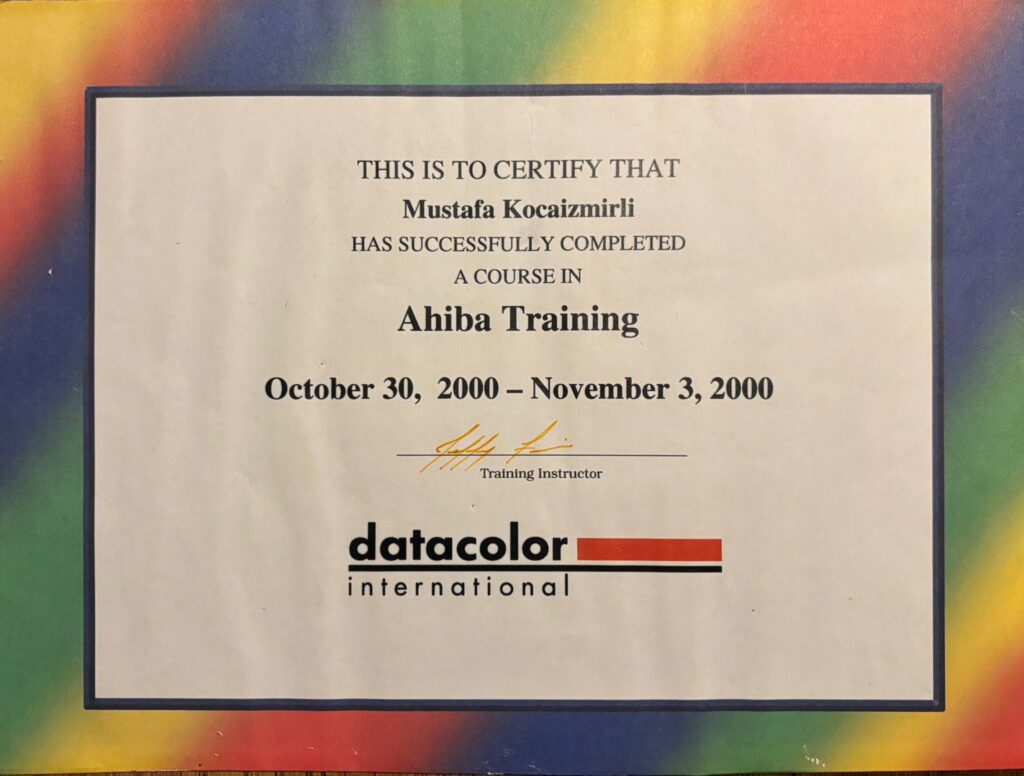 THIS IS TO CERTIFY THAT
Mustafa Kocaizmirli
HAS SUCCESSFULLY COMPLETED
A COURSE IN
Ahiba Training
October 30, 2000 – November 3, 2000
Training Instructor
datacolor
international